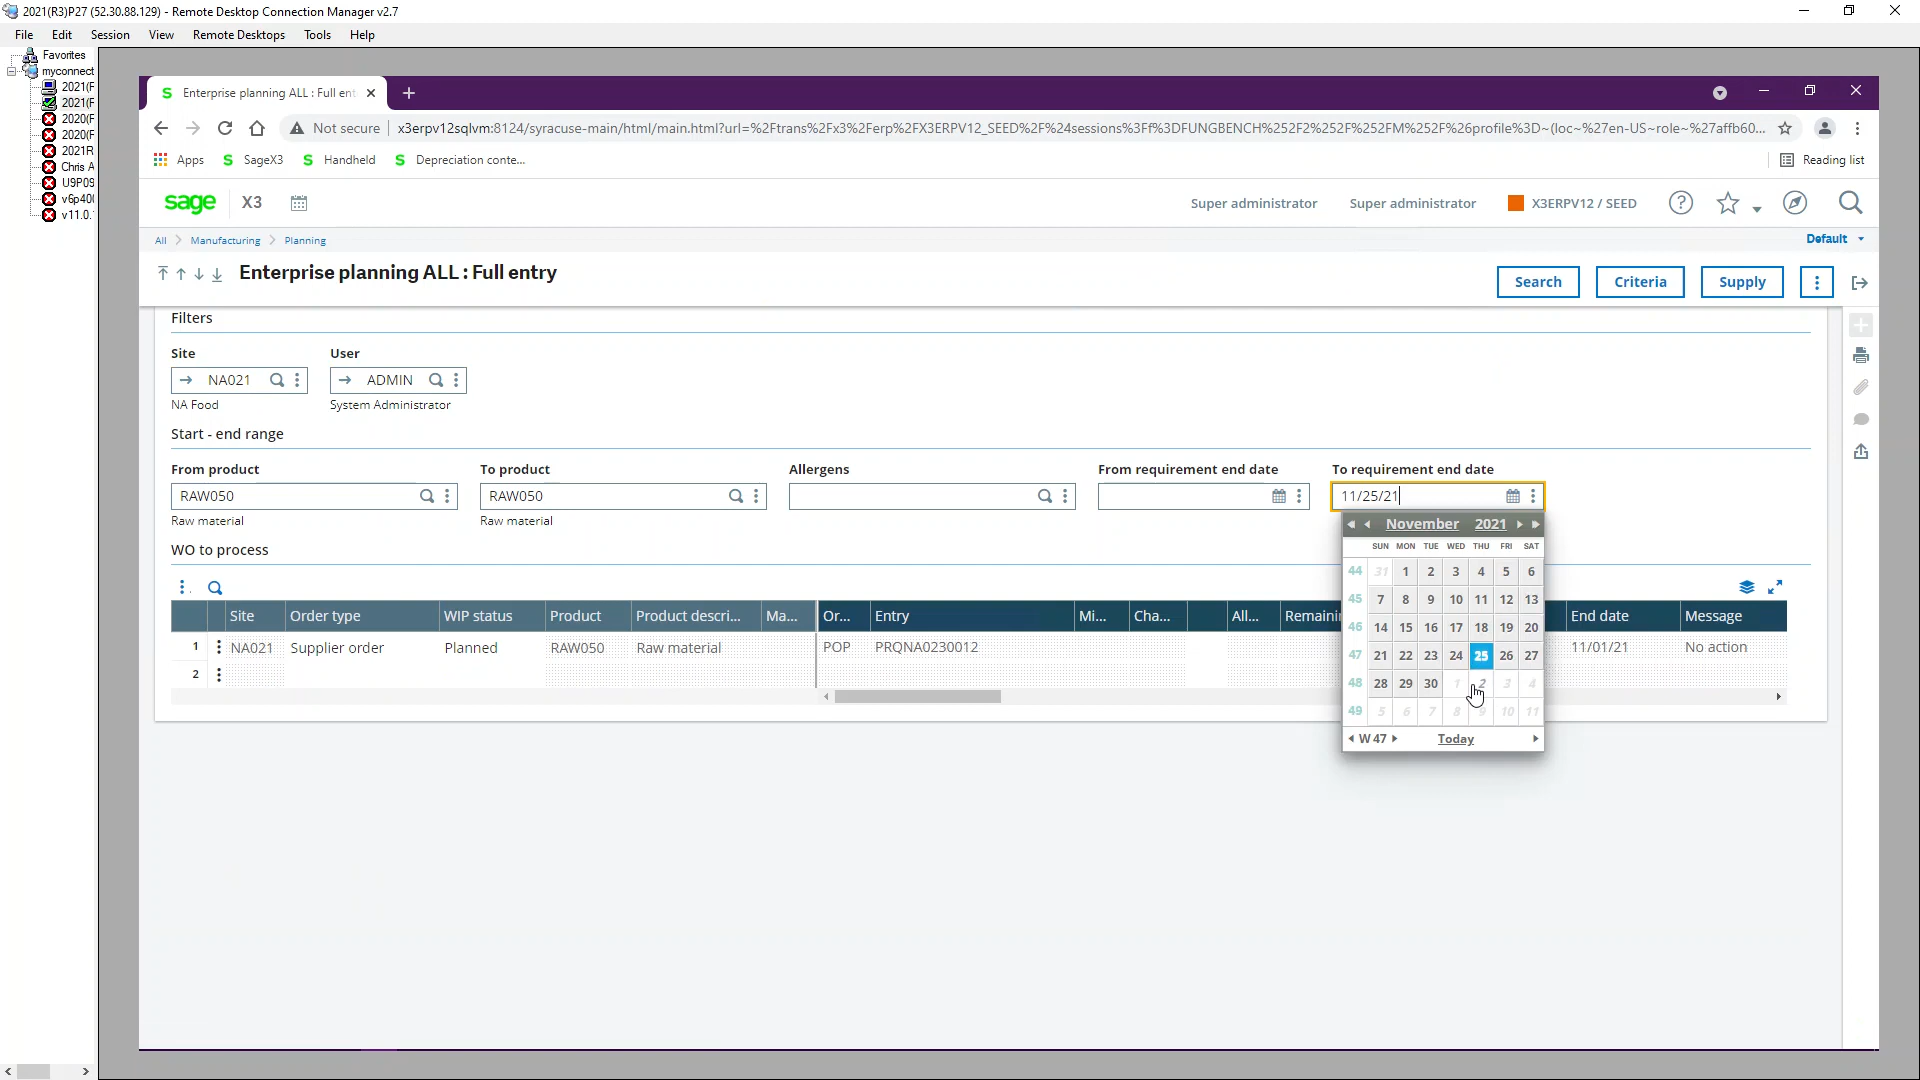 2021(R3)P27 (52.30.88.129) - Remote Desktop Connection Manager v2.7
File Edit Session View Remote Desktops Tools Help
Favorites
myconnect
2021(F
2021(F
2020(F
2020(F
2021R
Chris A
U9P09
v6p40(
v11.0.
Enterprise planning ALL : Full ent
Not secure x3erpv12sqlvm:8124/syracuse-main/html/main.html?url=%2Ftrans%2Fx3%2Ferp%2FX3ERPV12_SEED%2F%24sessions%3Ff%3DFUNGBENCH%252F2%252F%252FM%252F%26profile%3D~(loc~%27en-US~role~%27affb60...
Apps SageX3 Handheld Depreciation conte... Reading list
sage X3 Super administrator Super administrator X3ERPV12 / SEED
All Manufacturing Planning Default
Enterprise planning ALL : Full entry Search Criteria Supply
Filters
Site User
NA021 ADMIN
NA Food System Administrator
Start - end range
From product To product Allergens From requirement end date To requirement end date
RAW050 RAW050 11/25/21
Raw material Raw material
November 2021
SUN MON TUE WED THU FRI SAT
44 31 1 2 3 4 5 6
45 7 8 9 10 11 12 13
46 14 15 16 17 18 19 20
47 21 22 23 24 25 26 27
48 28 29 30 1 2 3 4
49 5 6 7 8 9 10 11
W 47 Today
WO to process
Site Order type WIP status Product Product descri... Ma... Or... Entry Mi... Cha... All... Remainin End date Message
1 NA021 Supplier order Planned RAW050 Raw material POP PRQNA0230012 11/01/21 No action
2